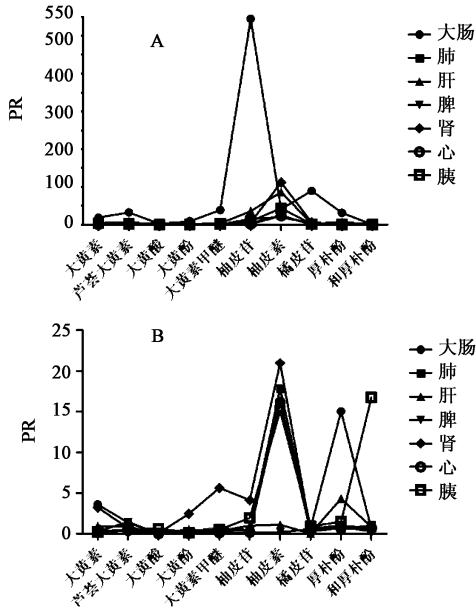 A
PR
550
500
400
300
200
100
0
大肠
肺
肝
脾
肾
心
胰
大黄素
芦荟大黄素
大黄酸
大黄酚
大黄素甲醚
柚皮苷
柚皮素
橘皮苷
厚朴酚
和厚朴酚
B
PR
25
20
15
10
5
0
大肠
肺
肝
脾
肾
心
胰
大黄素
芦荟大黄素
大黄酸
大黄酚
大黄素甲醚
柚皮苷
柚皮素
橘皮苷
厚朴酚
和厚朴酚